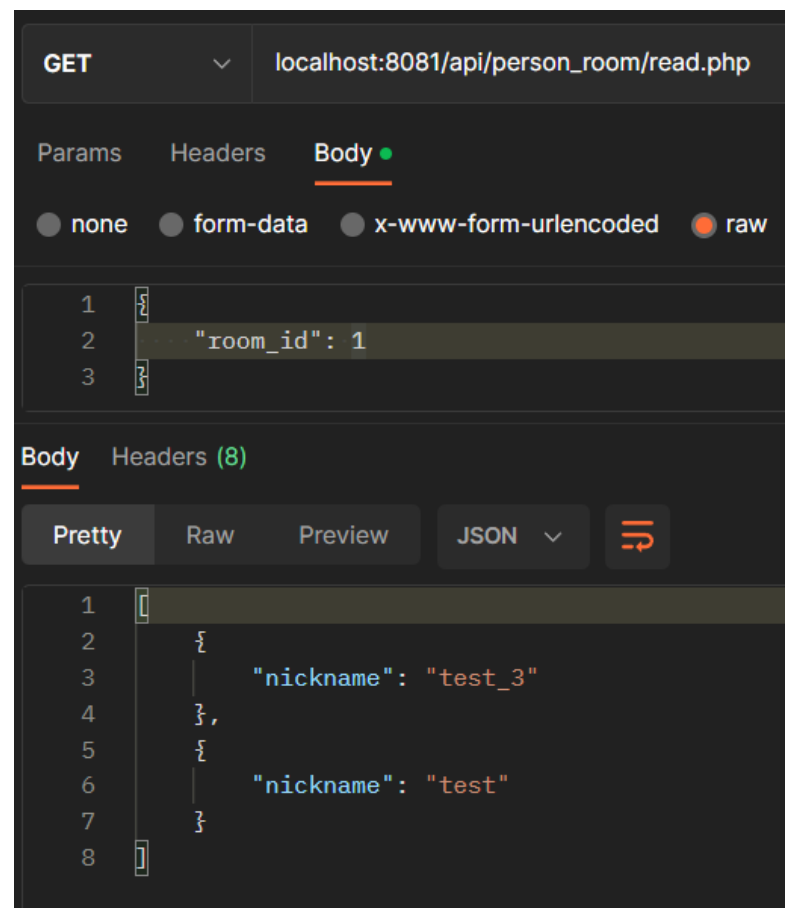 GET localhost:8081/api/person_room/read.php
Params Headers Body
none form-data x-www-form-urlencoded raw
1 {
2 "room_id": 1
3 }
Body Headers (8)
Pretty Raw Preview JSON
1 [
2 {
3 "nickname": "test_3"
4 },
5 {
6 "nickname": "test"
7 }
8 ]